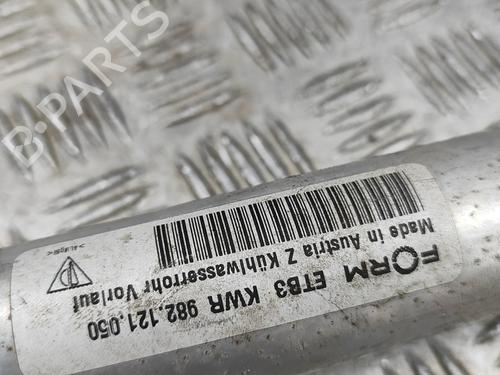 FORM ETB3 KWR 982.121.050
Made in Austria Z Kühlwasserrohr Vorlauf
B-PARTS